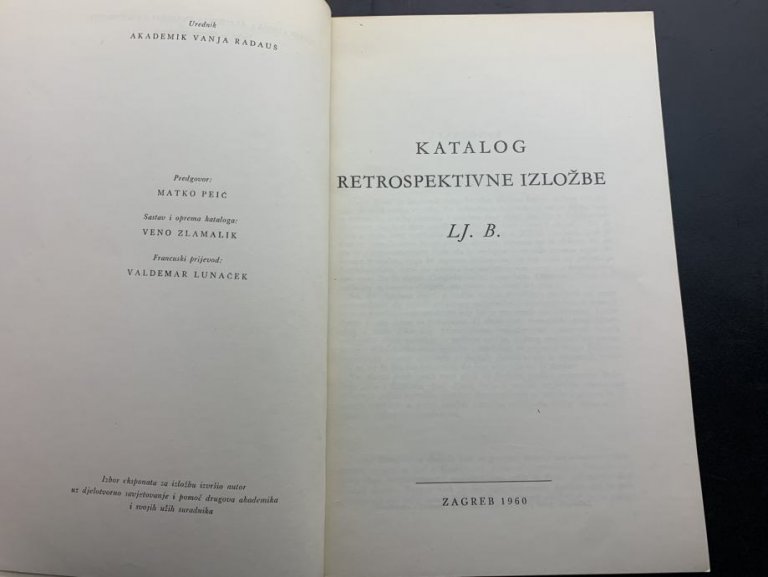 Urednik
AKADEMIK VANJA RADAUŠ
Predgovor:
MATKO PEIĆ
Sastav i oprema kataloga:
VENO ZLAMALIK
Francuski prijevod:
VALDEMAR LUNAČEK
Izbor eksponata za izložbu izvršio autor
uz djelotvorno savjetovanje i pomoć drugova akademika
i svojih užih suradnika
KATALOG
RETROSPEKTIVNE IZLOŽBE
LJ. B.
ZAGREB 1960